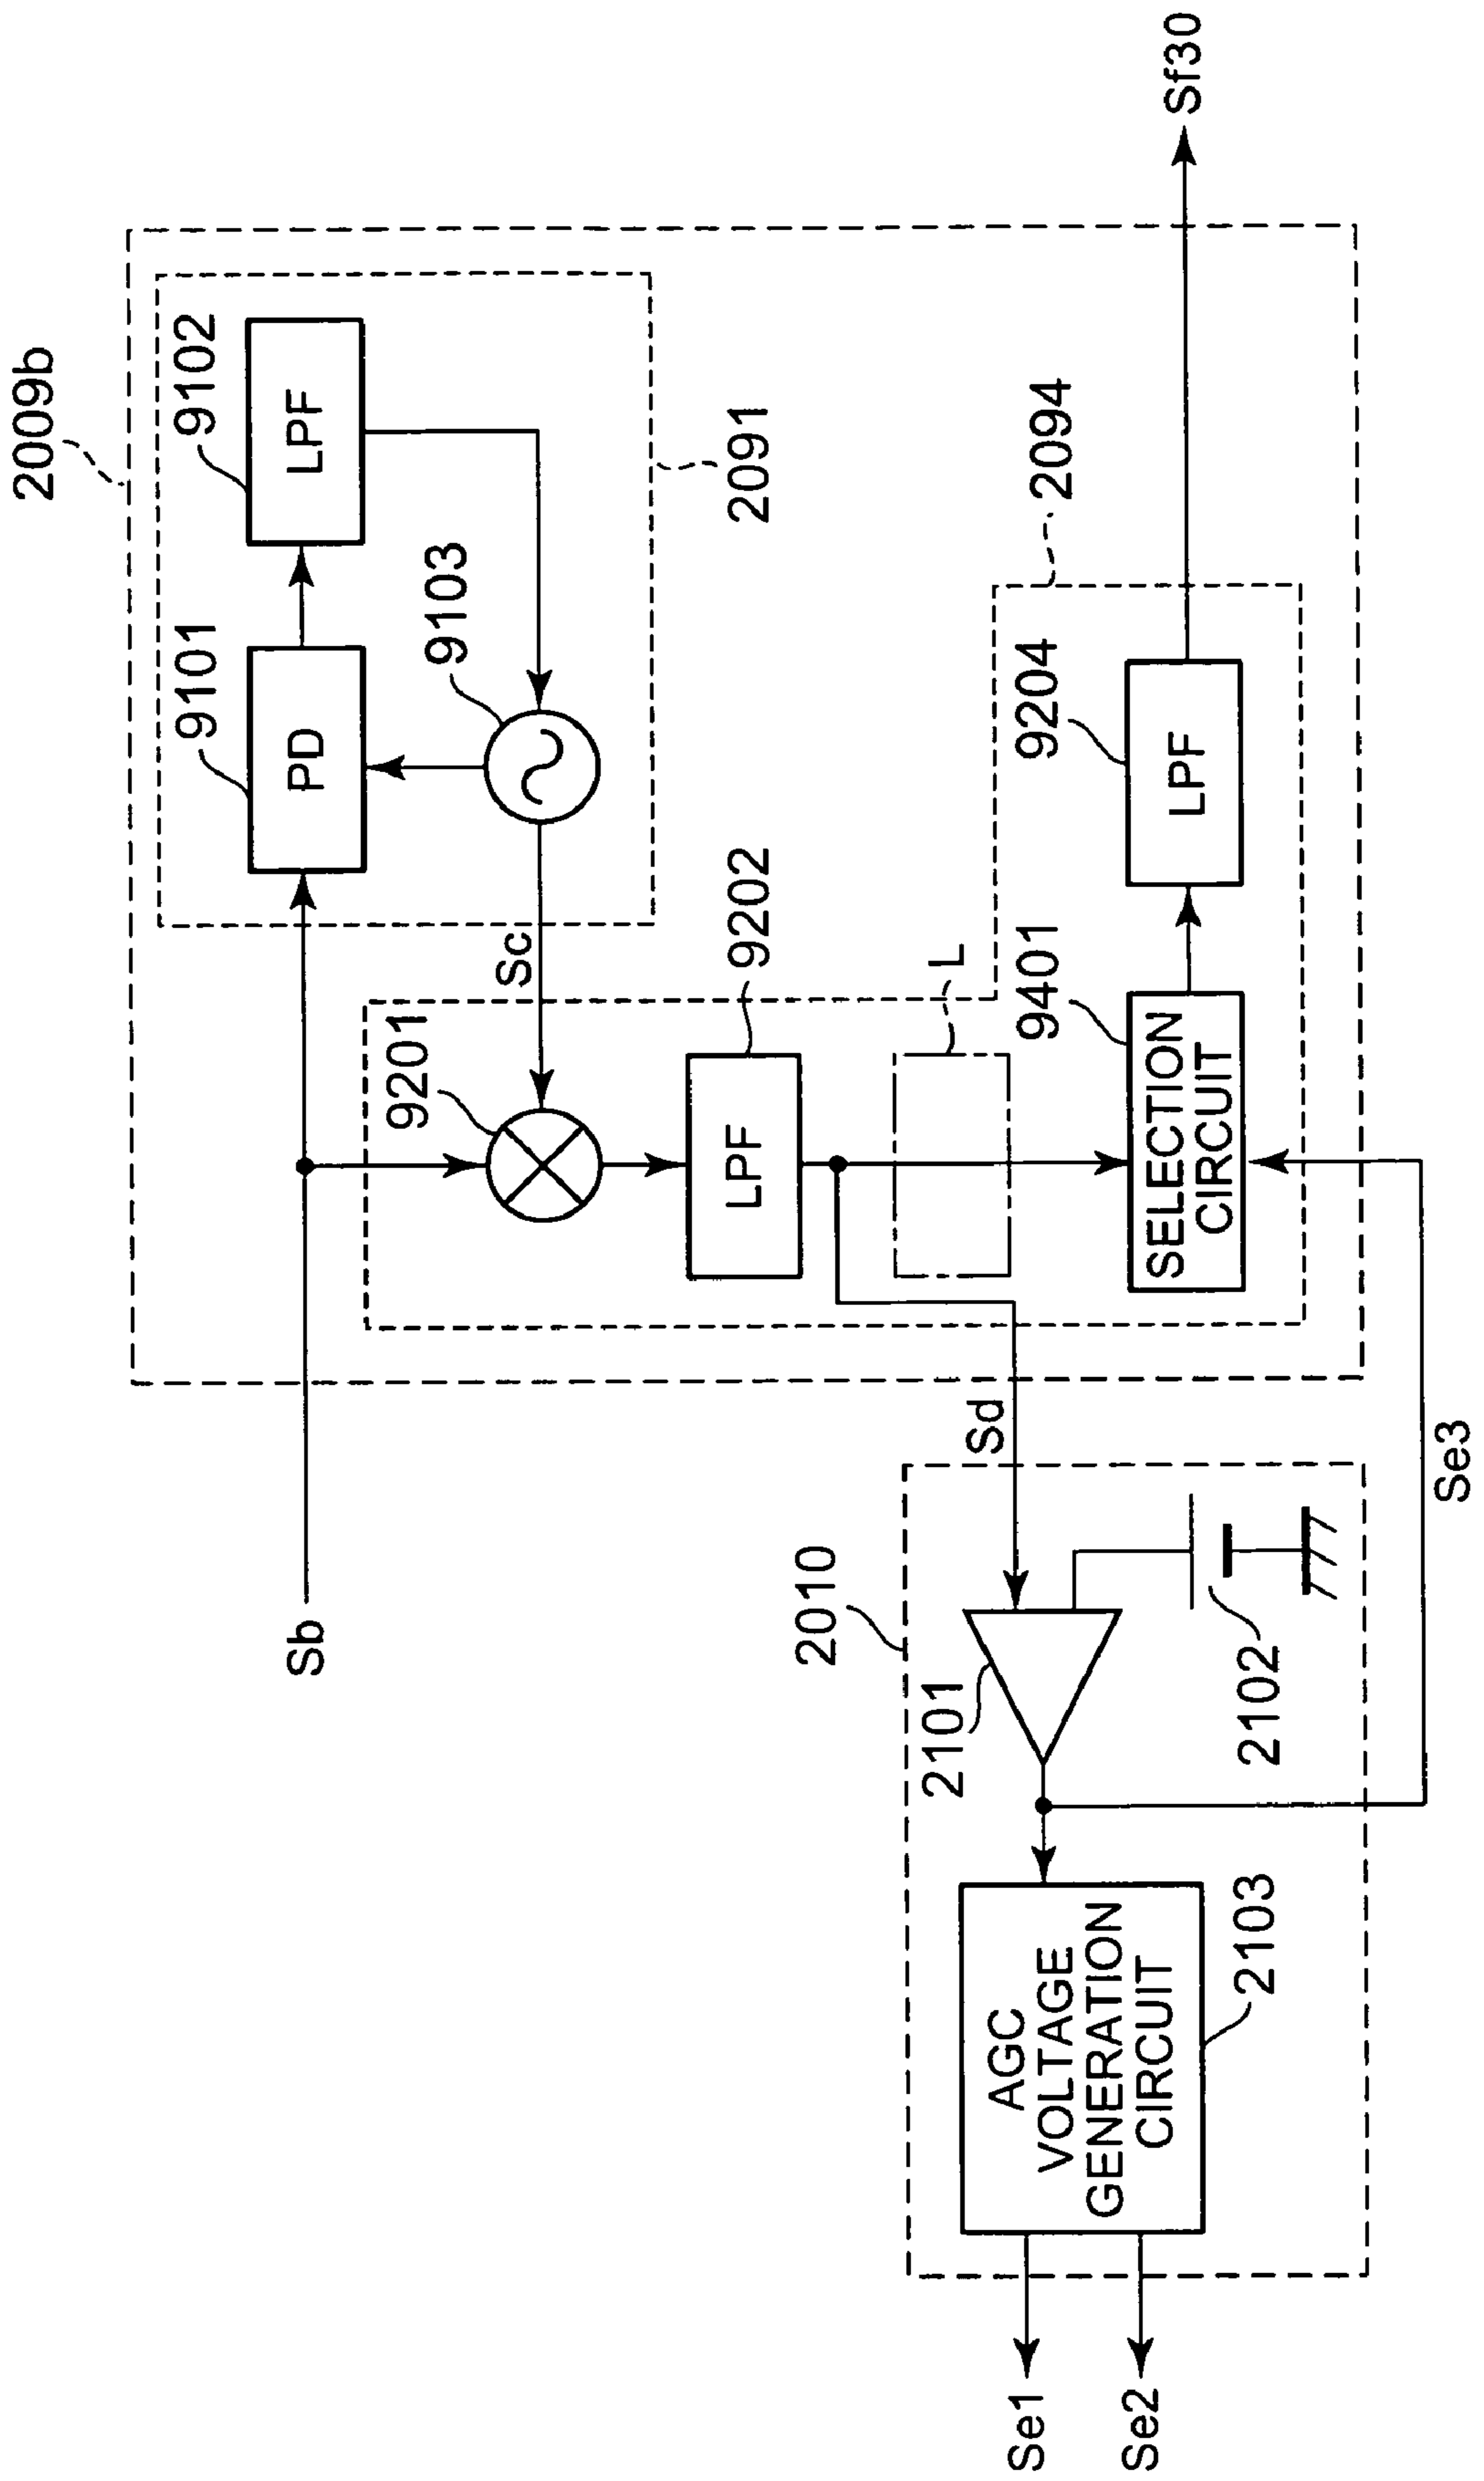 2009b
9101
9102
PD
LPF
9103
2091
Sb
Sc
9201
9202
LPF
L
2094
9401
9204
SELECTION
CIRCUIT
LPF
Sf30
2010
Sd
2101
2102
AGC
VOLTAGE
GENERATION
CIRCUIT
2103
Se1
Se2
Se3